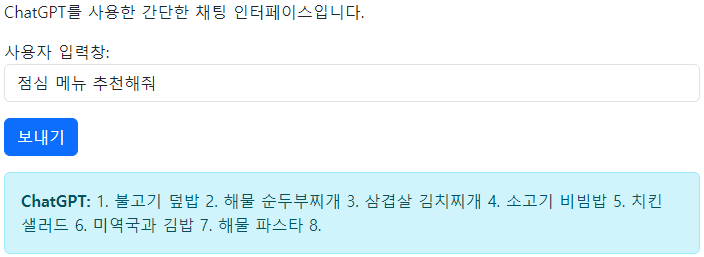 ChatGPT를 사용한 간단한 채팅 인터페이스입니다.
사용자 입력창:
점심 메뉴 추천해줘
보내기
ChatGPT: 1. 불고기 덮밥 2. 해물 순두부찌개 3. 삼겹살 김치찌개 4. 소고기 비빔밥 5. 치킨
샐러드 6. 미역국과 김밥 7. 해물 파스타 8.